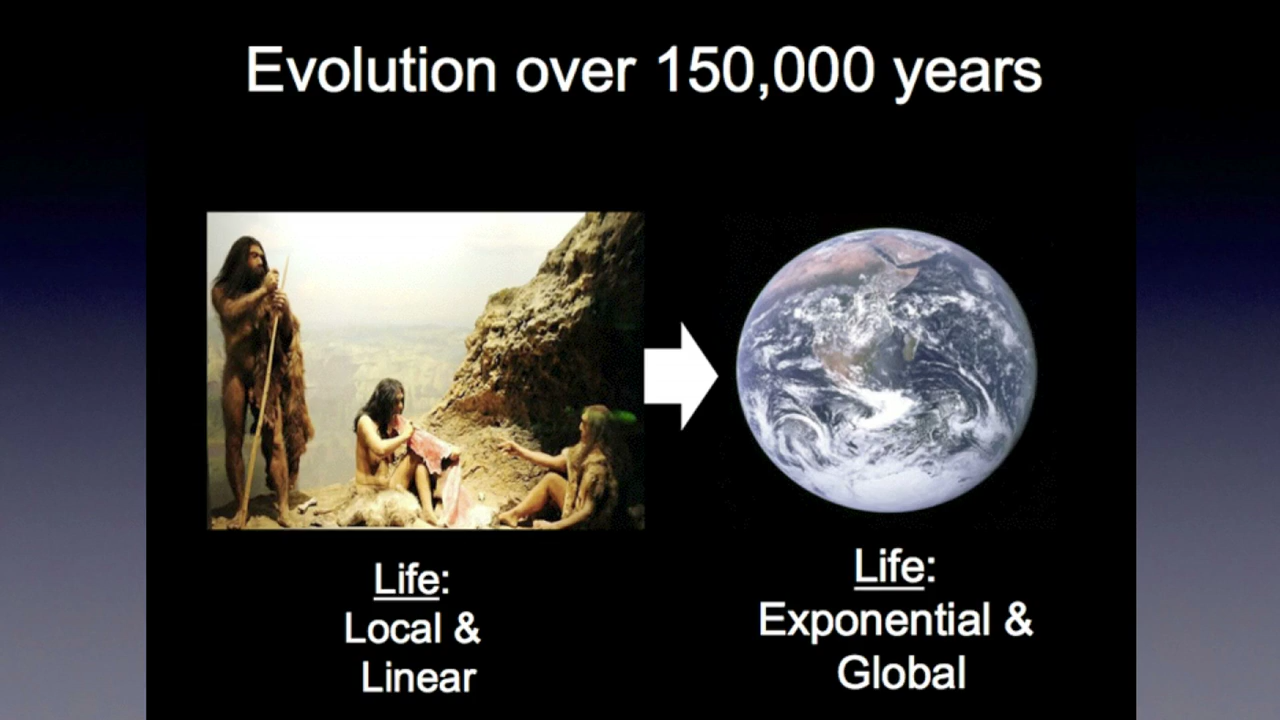 Evolution over 150,000 years
Life:
Local &
Linear
Life:
Exponential &
Global